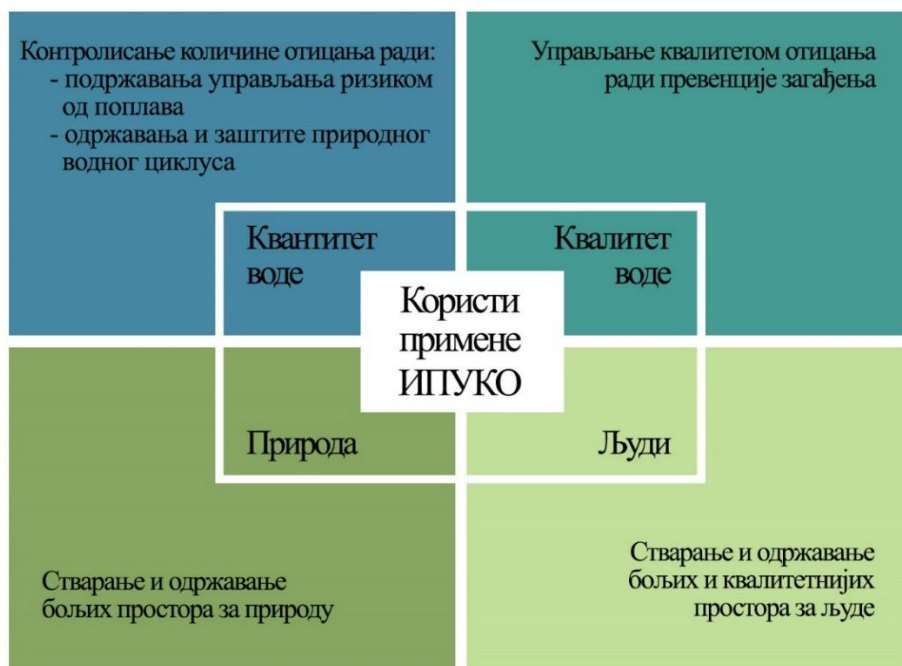 Контролисање количине отицања ради:
- подржавања управљања ризиком
од поплава
- одржавања и заштите природног
водног циклуса
Управљање квалитетом отицања
ради превенције загађења
Квантитет
воде
Квалитет
воде
Користи
примене
ИПУКО
Природа
Људи
Стварање и одржавање
бољих простора за природу
Стварање и одржавање
бољих и квалитетнијих
простора за људе